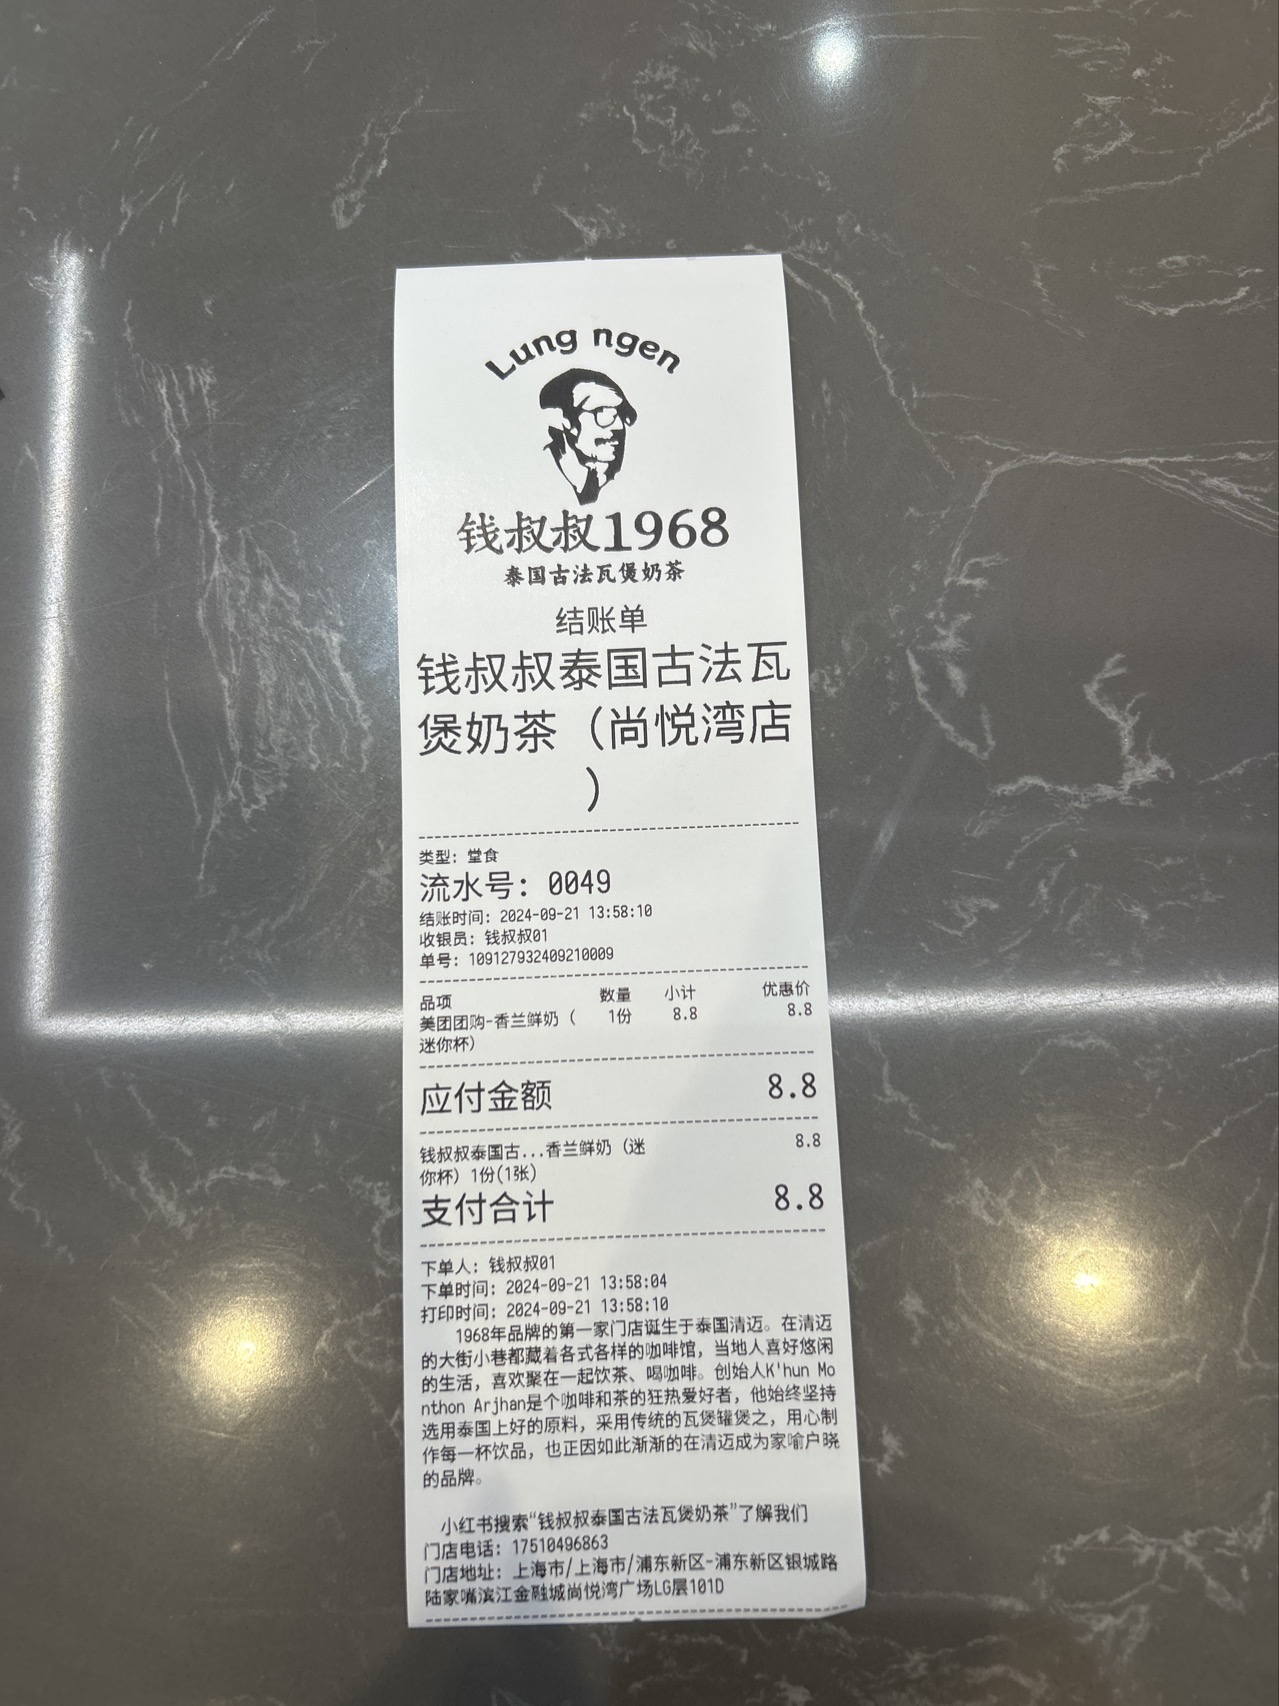 Lung ngen
钱叔叔1968
泰国古法瓦煲奶茶
结账单
钱叔叔泰国古法瓦
煲奶茶（尚悦湾店
）
类型：堂食
流水号：0049
结账时间：2024-09-21 13:58:10
收银员：钱叔叔01
单号：109127932409210009
品项 数量 小计 优惠价
美团团购-香兰鲜奶（ 1份 8.8 8.8
迷你杯）
应付金额 8.8
钱叔叔泰国古...香兰鲜奶（迷 8.8
你杯）1份(1张)
支付合计 8.8
下单人：钱叔叔01
下单时间：2024-09-21 13:58:04
打印时间：2024-09-21 13:58:10
1968年品牌的第一家门店诞生于泰国清迈。在清迈
的大街小巷都藏着各式各样的咖啡馆，当地人喜好悠闲
的生活，喜欢聚在一起饮茶、喝咖啡。创始人K'hun Mo
nthon Arjhan是个咖啡和茶的狂热爱好者，他始终坚持
选用泰国上好的原料，采用传统的瓦煲罐煲之，用心制
作每一杯饮品，也正因如此渐渐的在清迈成为家喻户晓
的品牌。
小红书搜索“钱叔叔泰国古法瓦煲奶茶”了解我们
门店电话：17510496863
门店地址：上海市/上海市/浦东新区-浦东新区银城路
陆家嘴滨江金融城尚悦湾广场LG层101D